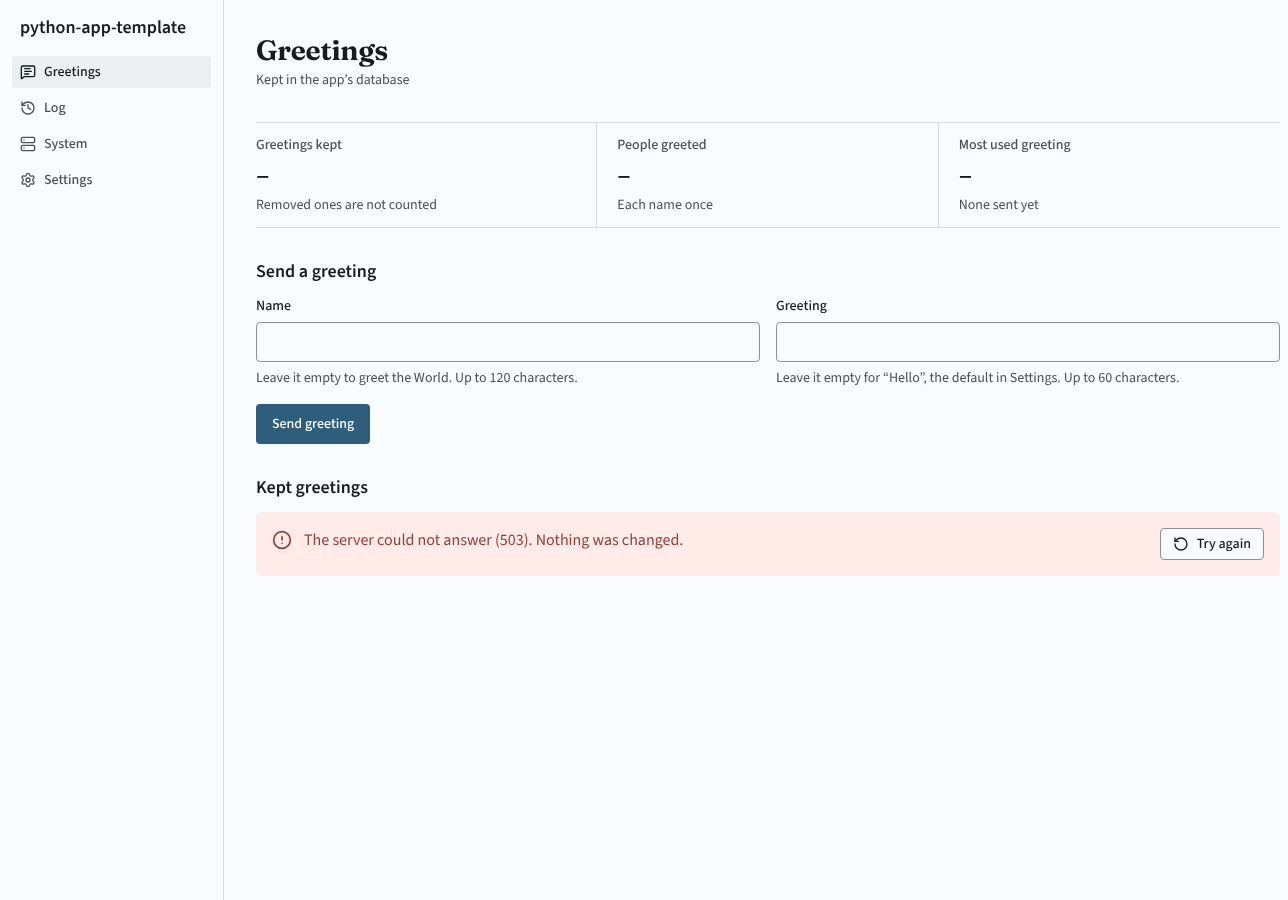 python-app-template
Greetings
Log
System
Settings
Greetings
Kept in the app’s database
Greetings kept
–
Removed ones are not counted
People greeted
–
Each name once
Most used greeting
–
None sent yet
Send a greeting
Name
Leave it empty to greet the World. Up to 120 characters.
Greeting
Leave it empty for “Hello”, the default in Settings. Up to 60 characters.
Send greeting
Kept greetings
The server could not answer (503). Nothing was changed.
Try again